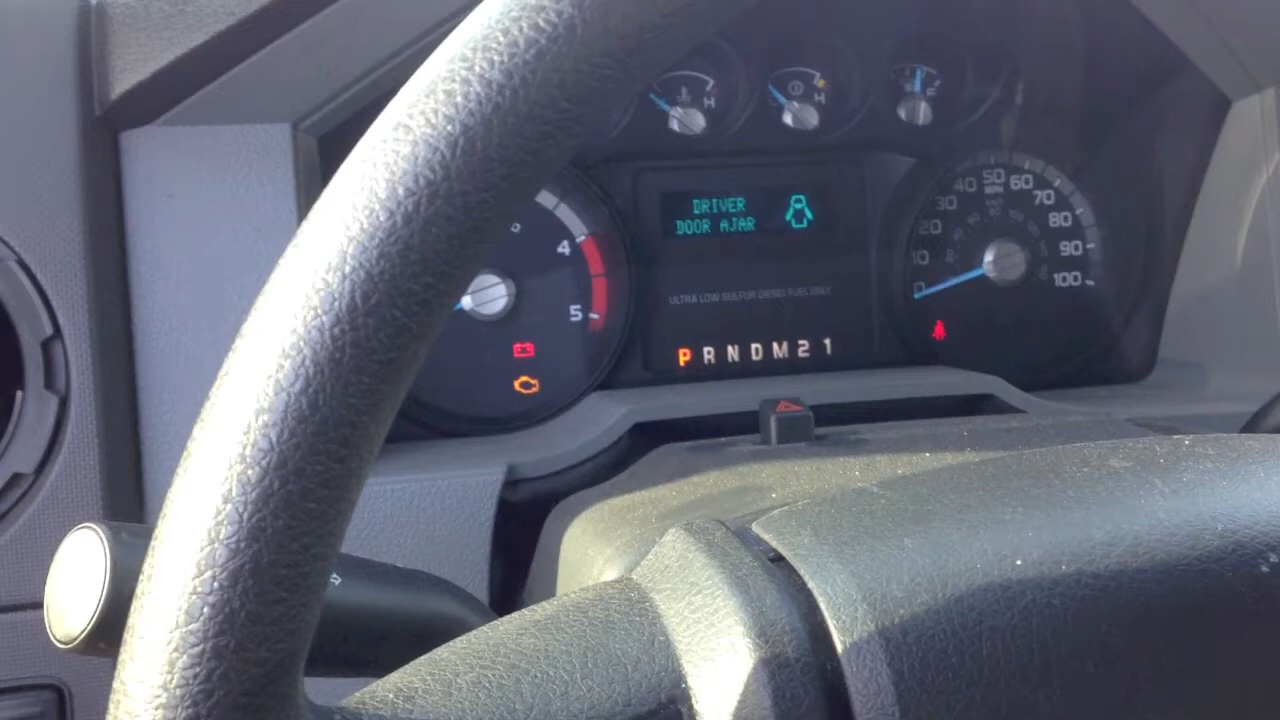 H
H
F
DRIVER
DOOR AJAR
4
5
ULTRA LOW SULFUR DIESEL FUEL ONLY
P R N D M 2 1
0 10 20 30 40 50 60 70 80 90 100
MPH